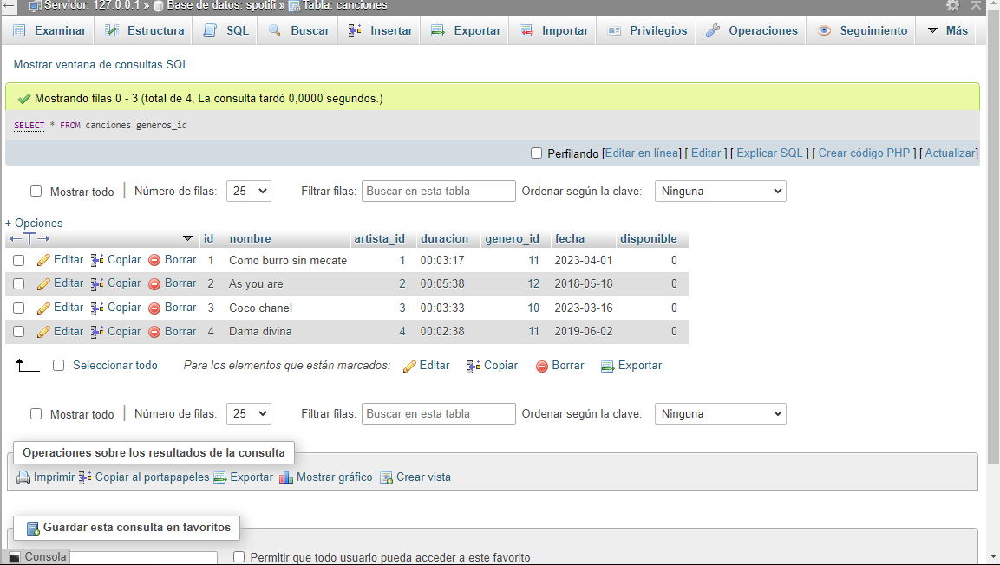 Servidor: 127.0.0.1 » Base de datos: spotifi » Tabla: canciones
Examinar Estructura SQL Buscar Insertar Exportar Importar Privilegios Operaciones Seguimiento Más
Mostrar ventana de consultas SQL
Mostrando filas 0 - 3 (total de 4, La consulta tardó 0,0000 segundos.)
SELECT * FROM canciones generos_id
Perfilando [Editar en línea] [ Editar ] [ Explicar SQL ] [ Crear código PHP ] [ Actualizar]
Mostrar todo Número de filas: 25 Filtrar filas: Buscar en esta tabla Ordenar según la clave: Ninguna
+ Opciones
←T→ id nombre artista_id duracion genero_id fecha disponible
Editar Copiar Borrar 1 Como burro sin mecate 1 00:03:17 11 2023-04-01 0
Editar Copiar Borrar 2 As you are 2 00:05:38 12 2018-05-18 0
Editar Copiar Borrar 3 Coco chanel 3 00:03:33 10 2023-03-16 0
Editar Copiar Borrar 4 Dama divina 4 00:02:38 11 2019-06-02 0
Seleccionar todo Para los elementos que están marcados: Editar Copiar Borrar Exportar
Mostrar todo Número de filas: 25 Filtrar filas: Buscar en esta tabla Ordenar según la clave: Ninguna
Operaciones sobre los resultados de la consulta
Imprimir Copiar al portapapeles Exportar Mostrar gráfico Crear vista
Guardar esta consulta en favoritos
Consola Permitir que todo usuario pueda acceder a este favorito